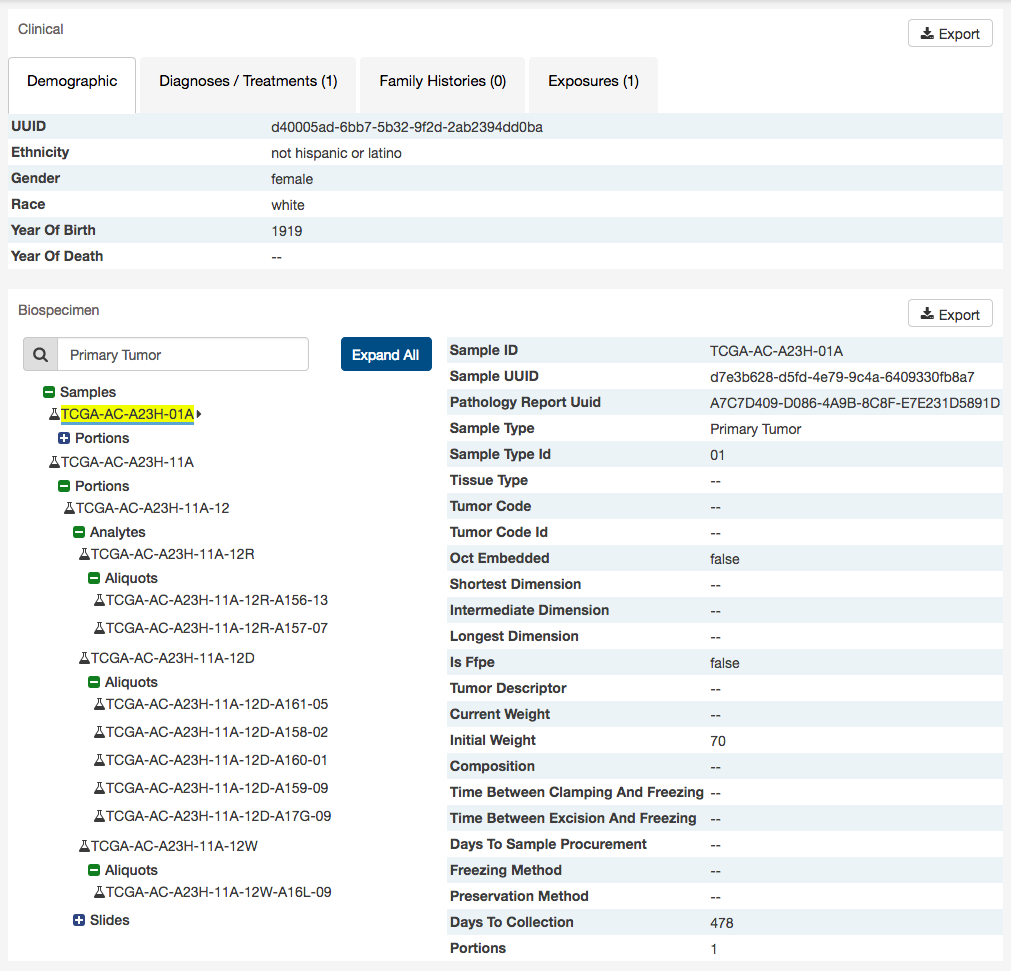 Clinical
Export
Demographic
Diagnoses / Treatments (1)
Family Histories (0)
Exposures (1)
UUID d40005ad-6bb7-5b32-9f2d-2ab2394dd0ba
Ethnicity not hispanic or latino
Gender female
Race white
Year Of Birth 1919
Year Of Death --
Biospecimen
Export
Primary Tumor
Expand All
Samples
TCGA-AC-A23H-01A
Portions
TCGA-AC-A23H-11A
Portions
TCGA-AC-A23H-11A-12
Analytes
TCGA-AC-A23H-11A-12R
Aliquots
TCGA-AC-A23H-11A-12R-A156-13
TCGA-AC-A23H-11A-12R-A157-07
TCGA-AC-A23H-11A-12D
Aliquots
TCGA-AC-A23H-11A-12D-A161-05
TCGA-AC-A23H-11A-12D-A158-02
TCGA-AC-A23H-11A-12D-A160-01
TCGA-AC-A23H-11A-12D-A159-09
TCGA-AC-A23H-11A-12D-A17G-09
TCGA-AC-A23H-11A-12W
Aliquots
TCGA-AC-A23H-11A-12W-A16L-09
Slides
Sample ID TCGA-AC-A23H-01A
Sample UUID d7e3b628-d5fd-4e79-9c4a-6409330fb8a7
Pathology Report Uuid A7C7D409-D086-4A9B-8C8F-E7E231D5891D
Sample Type Primary Tumor
Sample Type Id 01
Tissue Type --
Tumor Code --
Tumor Code Id --
Oct Embedded false
Shortest Dimension --
Intermediate Dimension --
Longest Dimension --
Is Ffpe false
Tumor Descriptor --
Current Weight --
Initial Weight 70
Composition --
Time Between Clamping And Freezing --
Time Between Excision And Freezing --
Days To Sample Procurement --
Freezing Method --
Preservation Method --
Days To Collection 478
Portions 1